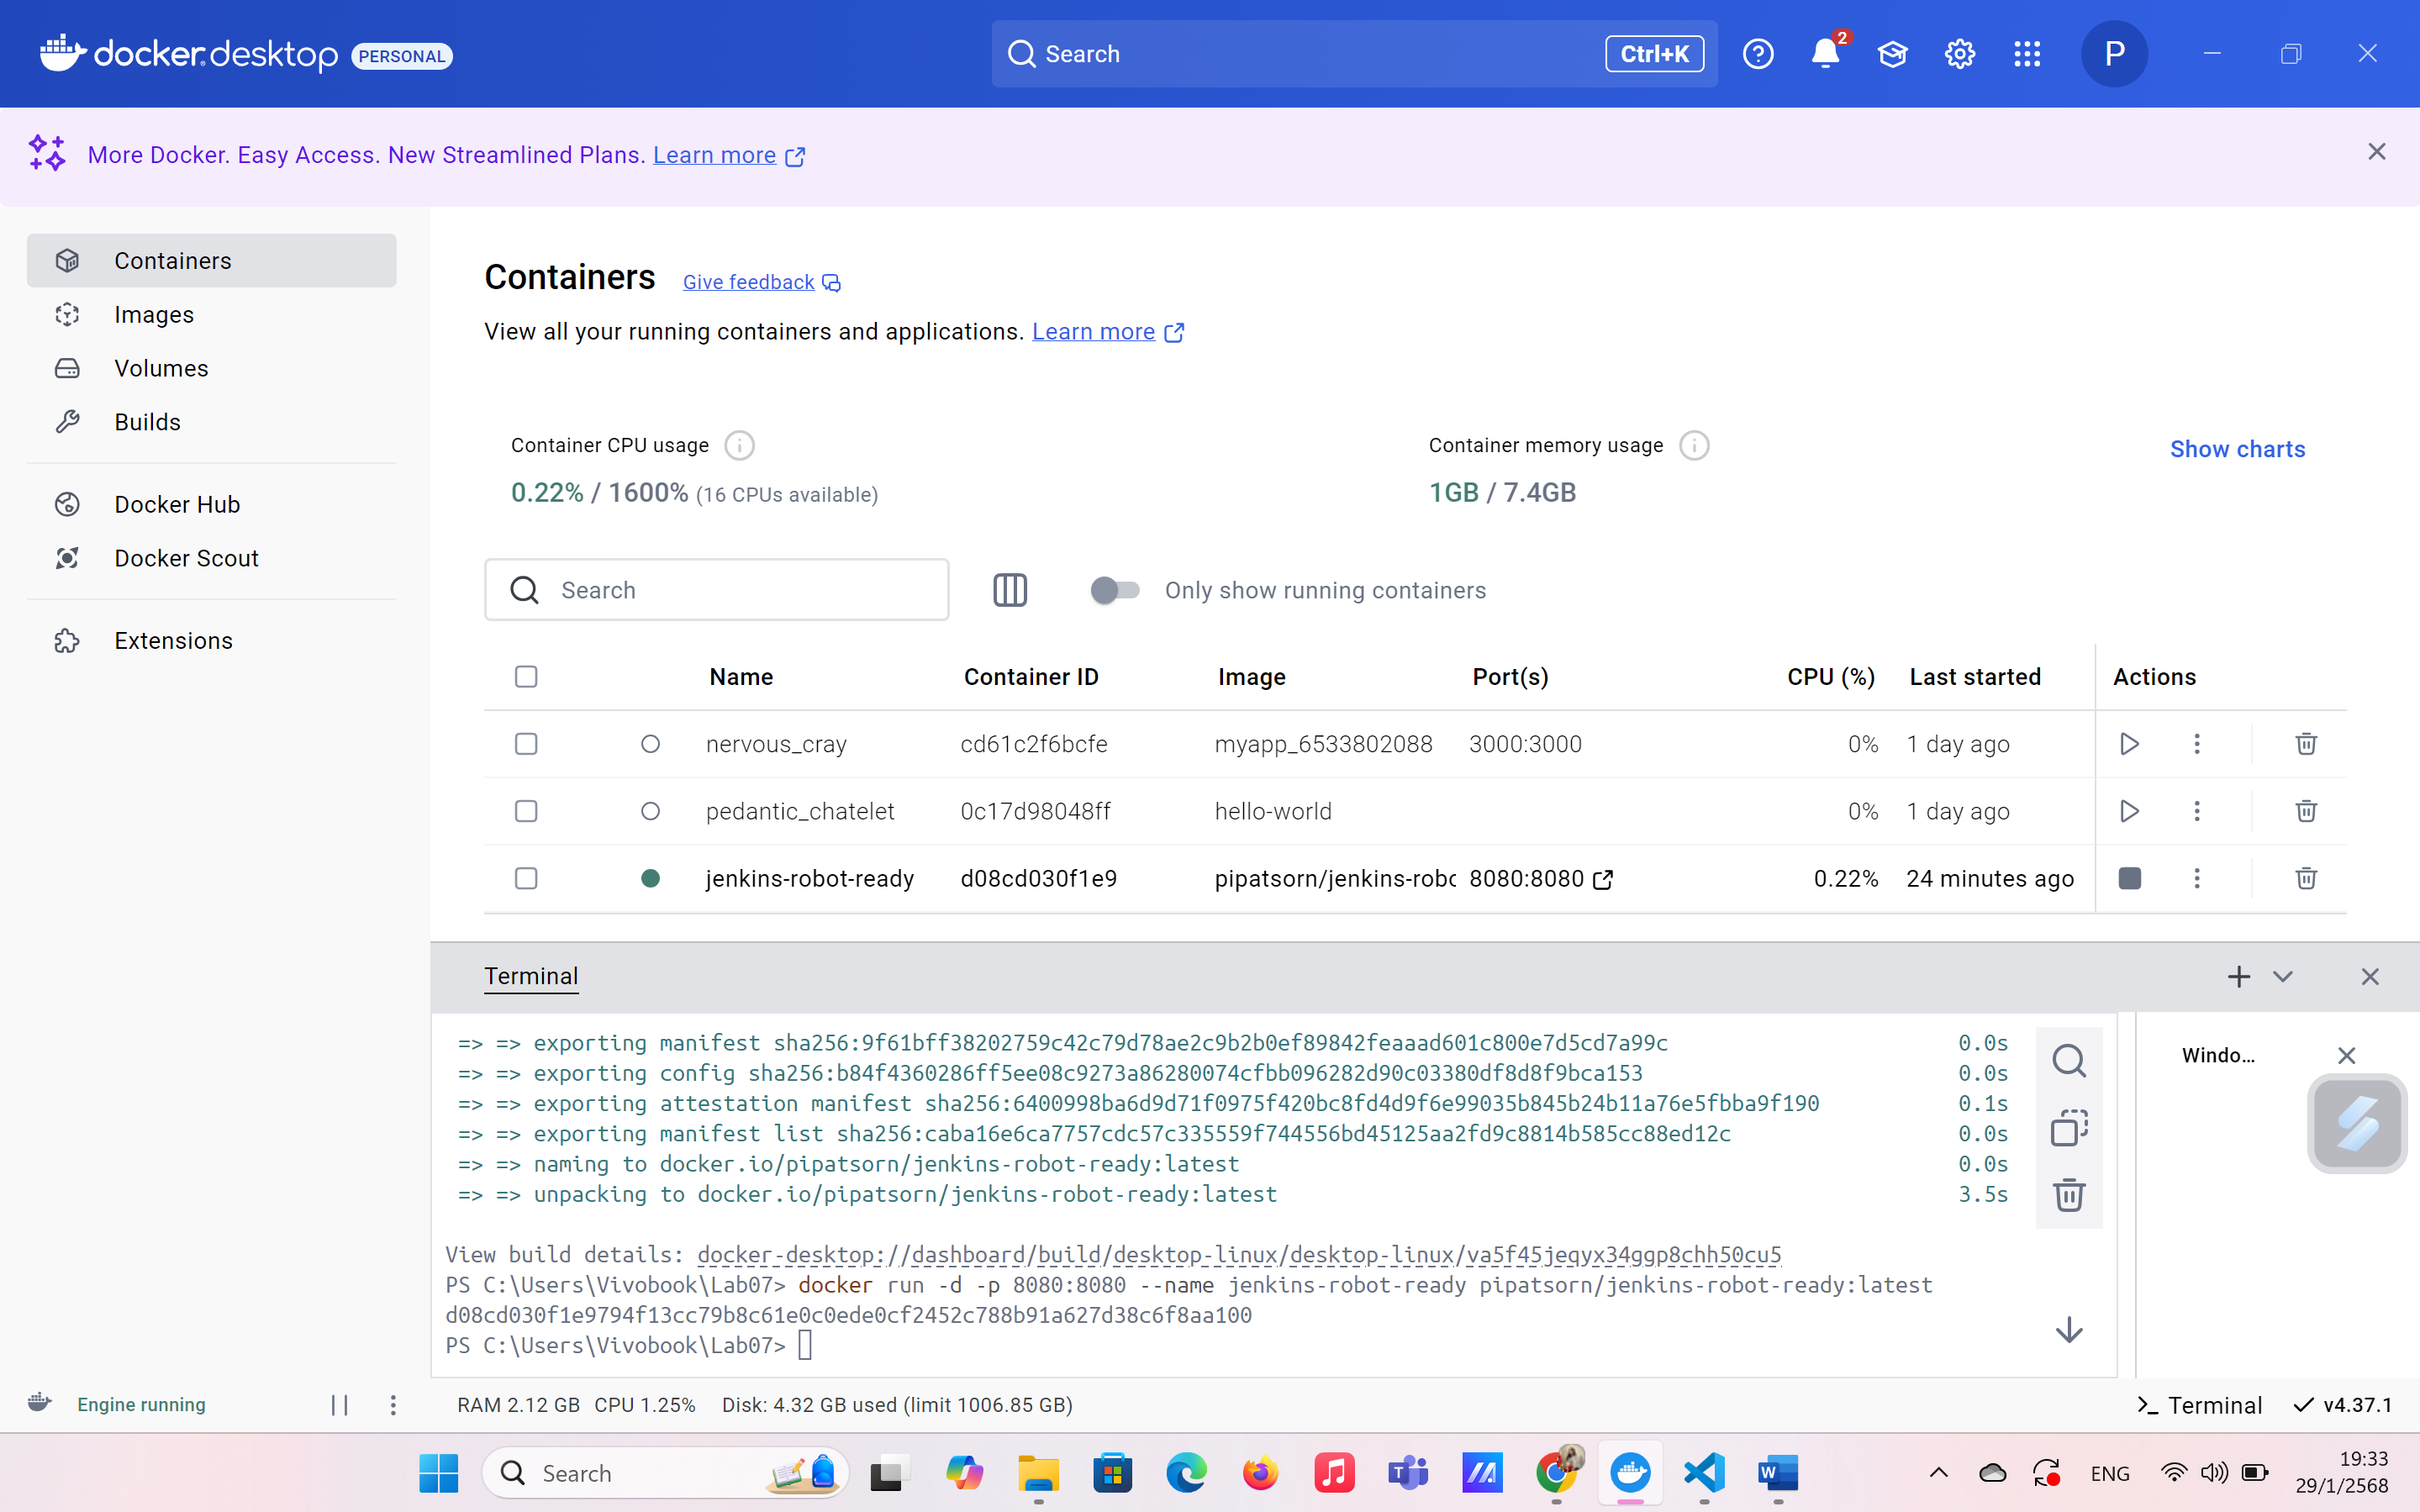 docker.desktop PERSONAL
Search Ctrl+K
2
P
More Docker. Easy Access. New Streamlined Plans. Learn more
Containers
Images
Volumes
Builds
Docker Hub
Docker Scout
Extensions
Containers Give feedback
View all your running containers and applications. Learn more
Container CPU usage
0.22% / 1600% (16 CPUs available)
Container memory usage
1GB / 7.4GB
Show charts
Search
Only show running containers
Name Container ID Image Port(s) CPU (%) Last started Actions
nervous_cray cd61c2f6bcfe myapp_6533802088 3000:3000 0% 1 day ago
pedantic_chatelet 0c17d98048ff hello-world 0% 1 day ago
jenkins-robot-ready d08cd030f1e9 pipatsorn/jenkins-robo 8080:8080 0.22% 24 minutes ago
Terminal
=> => exporting manifest sha256:9f61bff38202759c42c79d78ae2c9b2b0ef89842feaaad601c800e7d5cd7a99c 0.0s
=> => exporting config sha256:b84f4360286ff5ee08c9273a86280074cfbb096282d90c03380df8d8f9bca153 0.0s
=> => exporting attestation manifest sha256:6400998ba6d9d71f0975f420bc8fd4d9f6e99035b845b24b11a76e5fbba9f190 0.1s
=> => exporting manifest list sha256:caba16e6ca7757cdc57c335559f744556bd45125aa2fd9c8814b585cc88ed12c 0.0s
=> => naming to docker.io/pipatsorn/jenkins-robot-ready:latest 0.0s
=> => unpacking to docker.io/pipatsorn/jenkins-robot-ready:latest 3.5s
View build details: docker-desktop://dashboard/build/desktop-linux/desktop-linux/va5f45jeqyx34ggp8chh50cu5
PS C:\Users\Vivobook\Lab07> docker run -d -p 8080:8080 --name jenkins-robot-ready pipatsorn/jenkins-robot-ready:latest
d08cd030f1e9794f13cc79b8c61e0c0ede0cf2452c788b91a627d38c6f8aa100
PS C:\Users\Vivobook\Lab07>
Windo...
Engine running
RAM 2.12 GB CPU 1.25% Disk: 4.32 GB used (limit 1006.85 GB)
Terminal v4.37.1
Search
ENG
19:33
29/1/2568